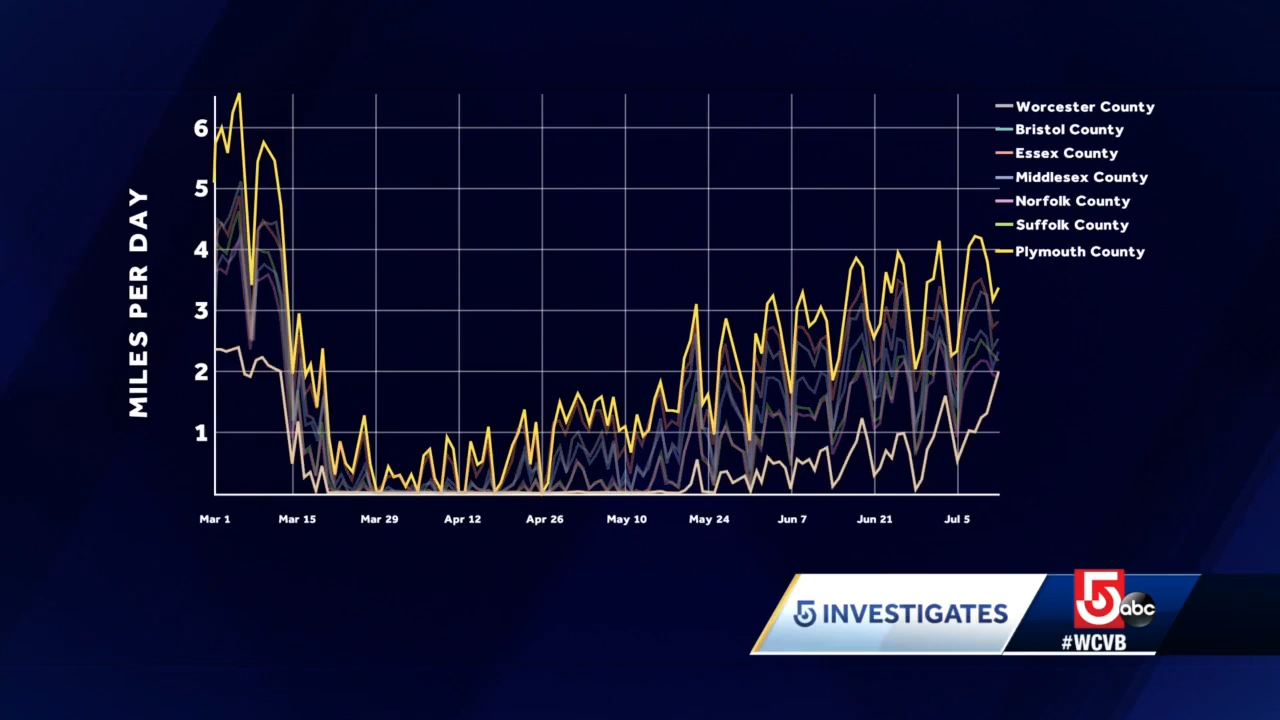 MILES PER DAY
6
5
4
3
2
1
Mar 1 Mar 15 Mar 29 Apr 12 Apr 26 May 10 May 24 Jun 7 Jun 21 Jul 5
Worcester County
Bristol County
Essex County
Middlesex County
Norfolk County
Suffolk County
Plymouth County
5 INVESTIGATES
5 abc
#WCVB